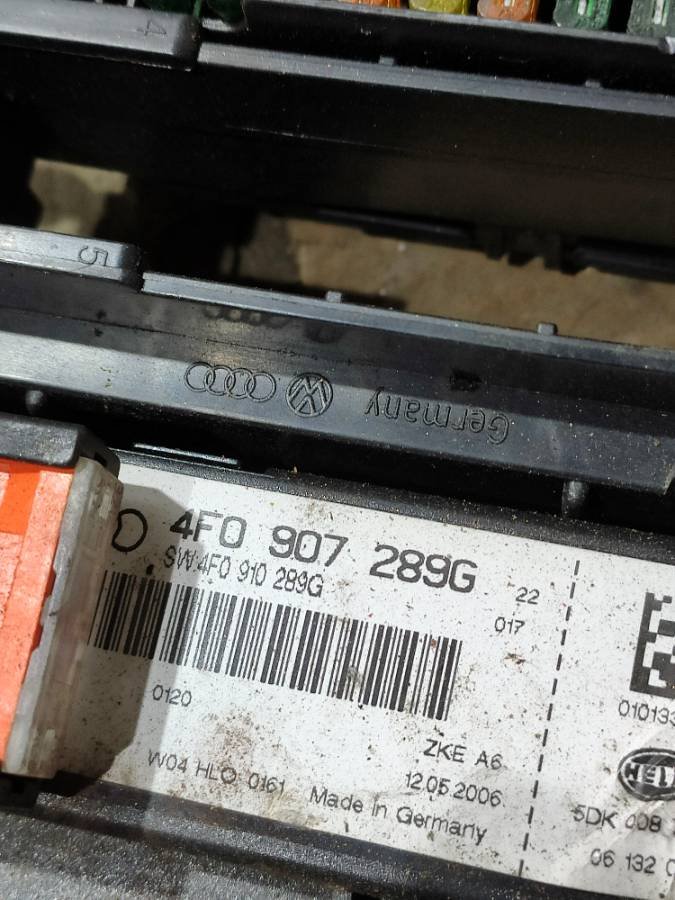 4
5
Germany
4F0 907 289G
SW 4F0 910 289G
22
017
0120
ZKE A6
W04 HLO 0161
12.05.2006
Made in Germany
5DK 008
06 132